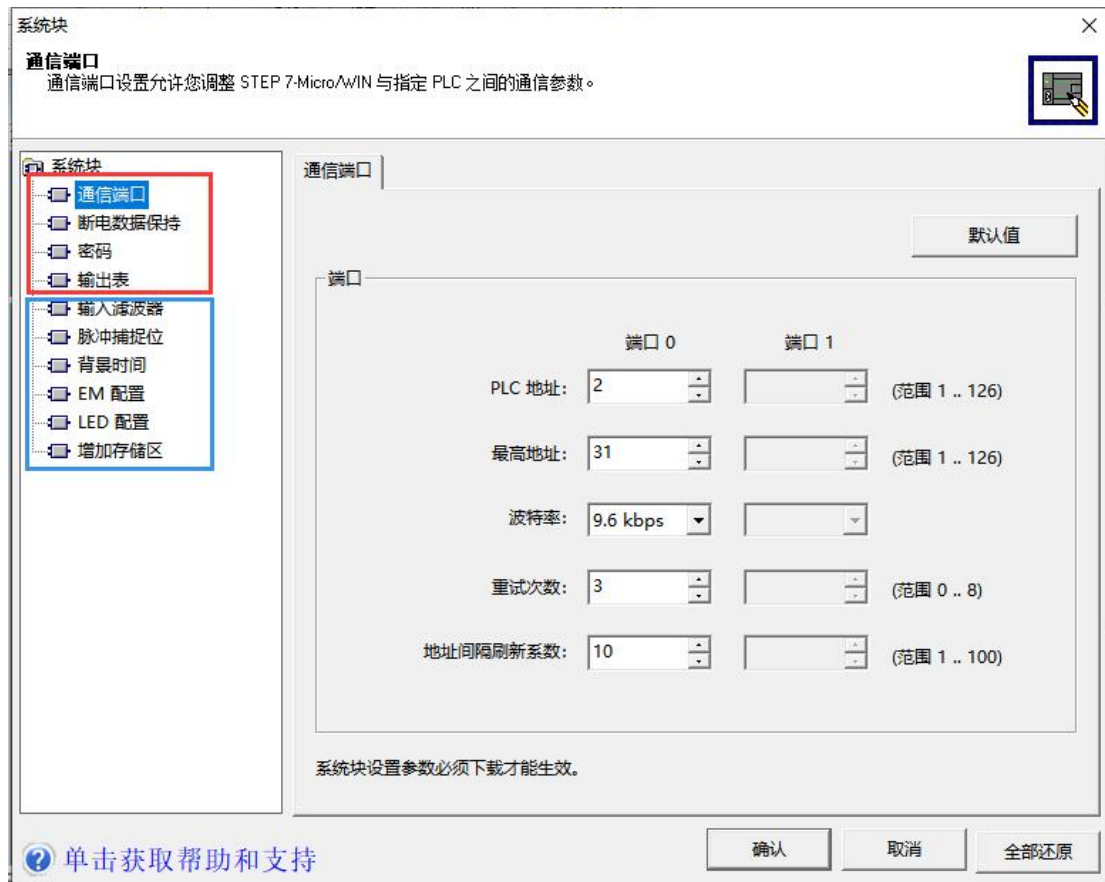 系统块
通信端口
通信端口设置允许您调整 STEP 7-Micro/WIN 与指定 PLC 之间的通信参数。
系统块
通信端口
断电数据保持
密码
输出表
输入滤波器
脉冲捕捉位
背景时间
EM 配置
LED 配置
增加存储区
通信端口
默认值
端口
端口 0 端口 1
PLC 地址: 2 (范围 1 .. 126)
最高地址: 31 (范围 1 .. 126)
波特率: 9.6 kbps
重试次数: 3 (范围 0 .. 8)
地址间隔刷新系数: 10 (范围 1 .. 100)
系统块设置参数必须下载才能生效。
单击获取帮助和支持
确认 取消 全部还原